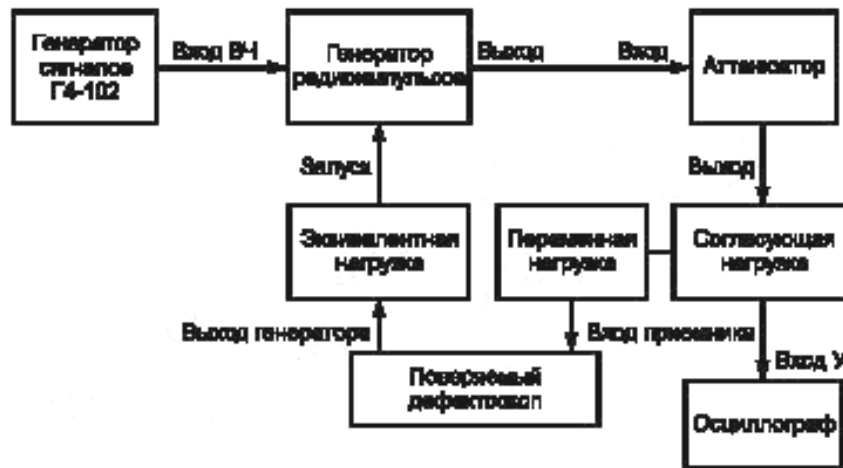 Генератор
сигналов
Г4-102
Вход ВЧ
Генератор
радиоимпульсов
Выход
Вход
Аттенюатор
Запуск
Выход
Эквивалентная
нагрузка
Переменная
нагрузка
Согласующая
нагрузка
Выход генератора
Вход приемника
Вход У
Поверяемый
дефектоскоп
Осциллограф